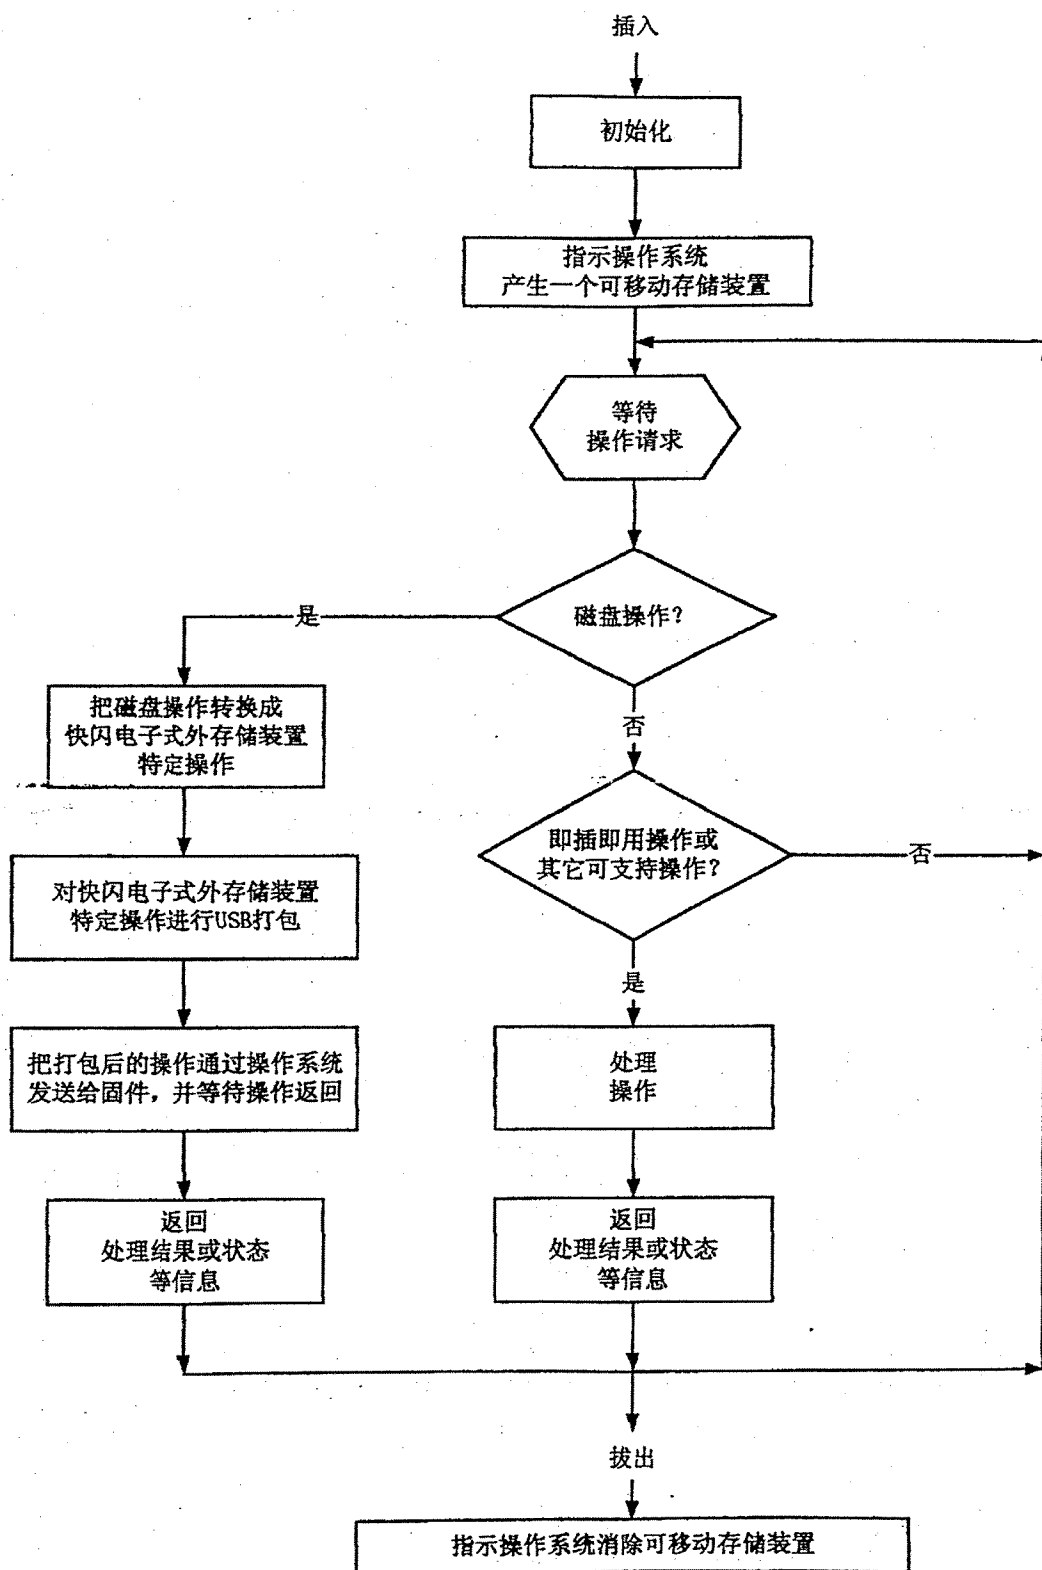 插入
初始化
指示操作系统
产生一个可移动存储装置
等待
操作请求
磁盘操作？
是
否
把磁盘操作转换成
快闪电子式外存储装置
特定操作
即插即用操作或
其它可支持操作？
否
对快闪电子式外存储装置
特定操作进行USB打包
是
把打包后的操作通过操作系统
发送给固件，并等待操作返回
处理
操作
返回
处理结果或状态
等信息
返回
处理结果或状态
等信息
拔出
指示操作系统消除可移动存储装置